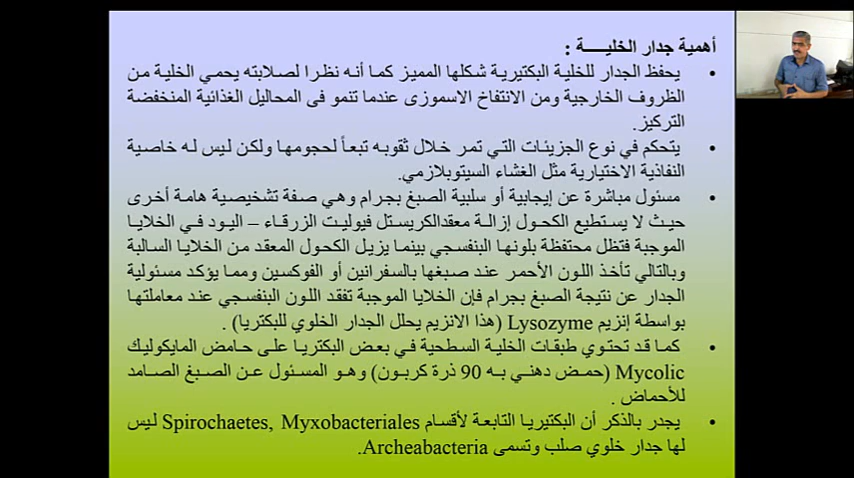 أهمية جدار الخليــــة :
• يحفظ الجدار للخلية البكتيرية شكلها المميز كما أنه نظرا لصلابته يحمي الخلية من
الظروف الخارجية ومن الانتفاخ الاسموزى عندما تنمو فى المحاليل الغذائية المنخفضة
التركيز.
• يتحكم في نوع الجزيئات التي تمر خلال ثقوبه تبعاً لحجومها ولكن ليس له خاصية
النفاذية الاختيارية مثل الغشاء السيتوبلازمي.
• مسئول مباشرة عن إيجابية أو سلبية الصبغ بجرام وهي صفة تشخيصية هامة أخرى
حيث لا يستطيع الكحول إزالة معقدالكريستل فيوليت الزرقاء – اليود في الخلايا
الموجبة فتظل محتفظة بلونها البنفسجي بينما يزيل الكحول المعقد من الخلايا السالبة
وبالتالي تأخذ اللون الأحمر عند صبغها بالسفرانين أو الفوكسين ومما يؤكد مسئولية
الجدار عن نتيجة الصبغ بجرام فإن الخلايا الموجبة تفقد اللون البنفسجي عند معاملتها
بواسطة إنزيم Lysozyme (هذا الانزيم يحلل الجدار الخلوي للبكتريا) .
• كما قد تحتوي طبقات الخلية السطحية في بعض البكتريا على حامض المايكوليك
Mycolic (حمض دهني به 90 ذرة كربون) وهو المسئول عن الصبغ الصامد
للأحماض .
• يجدر بالذكر أن البكتيريا التابعة لأقسام Spirochaetes, Myxobacteriales ليس
لها جدار خلوي صلب وتسمى Archeabacteria.